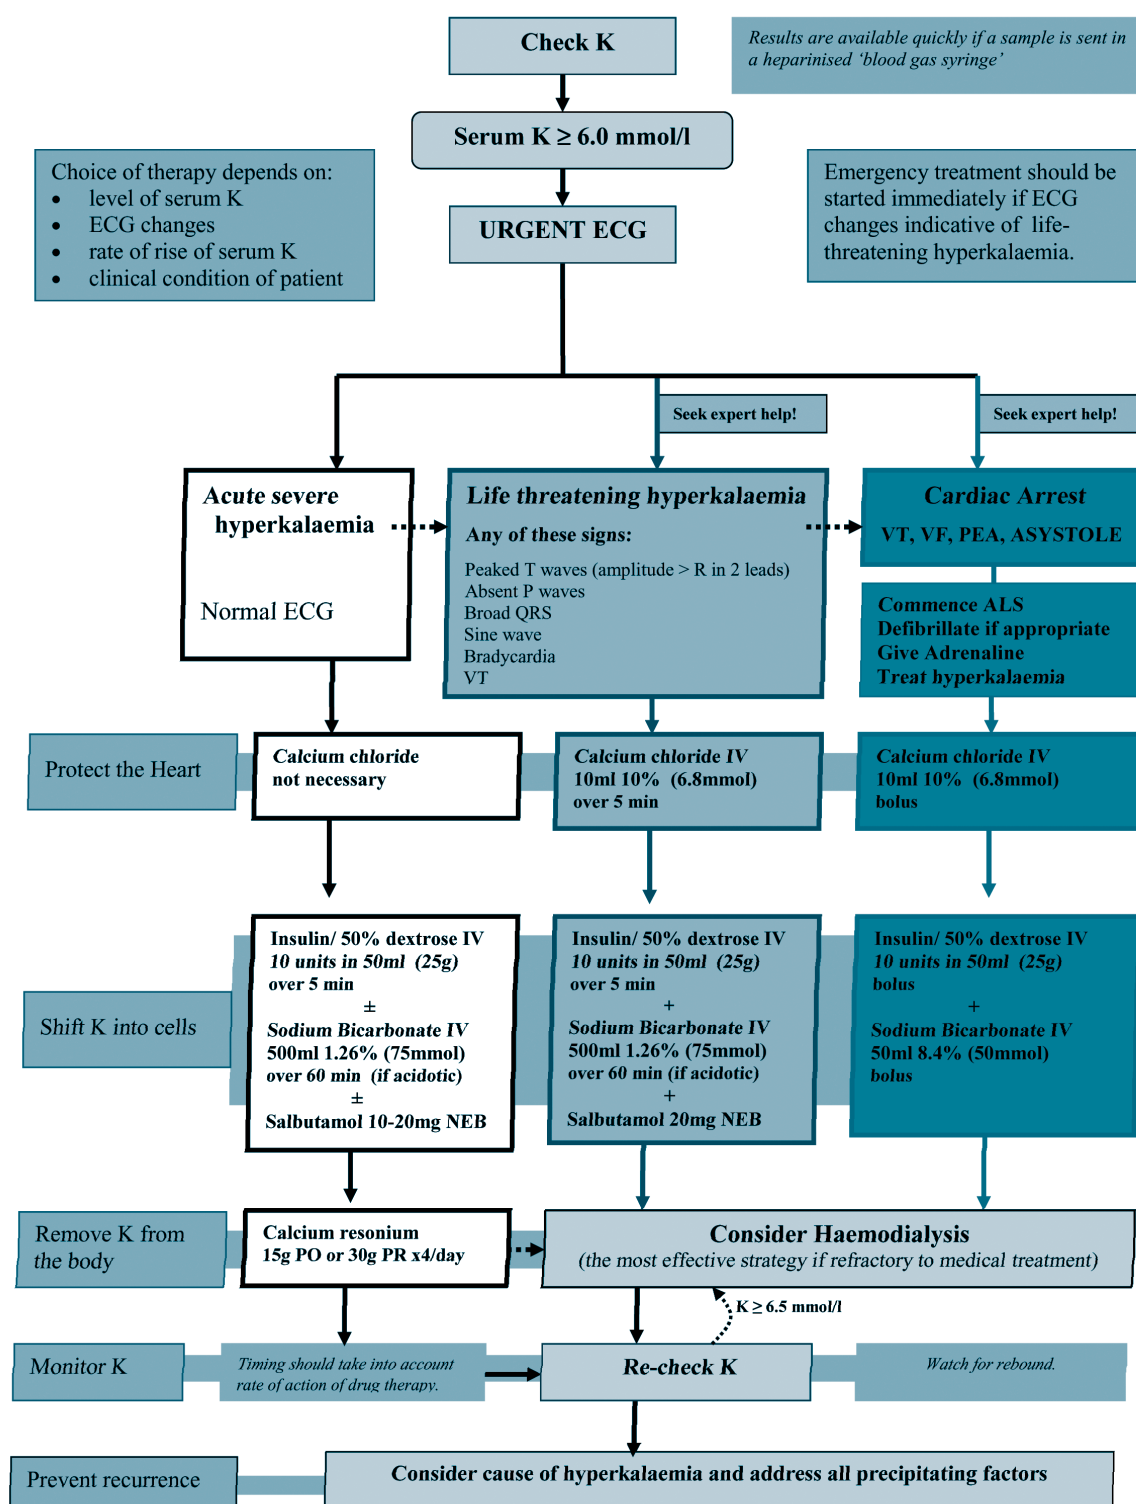 Check K
Results are available quickly if a sample is sent in
a heparinised ‘blood gas syringe’
Serum K ≥ 6.0 mmol/l
Choice of therapy depends on:
• level of serum K
• ECG changes
• rate of rise of serum K
• clinical condition of patient
Emergency treatment should be
started immediately if ECG
changes indicative of life-
threatening hyperkalaemia.
URGENT ECG
Seek expert help!
Seek expert help!
Acute severe
hyperkalaemia
Normal ECG
Life threatening hyperkalaemia
Any of these signs:
Peaked T waves (amplitude > R in 2 leads)
Absent P waves
Broad QRS
Sine wave
Bradycardia
VT
Cardiac Arrest
VT, VF, PEA, ASYSTOLE
Commence ALS
Defibrillate if appropriate
Give Adrenaline
Treat hyperkalaemia
Protect the Heart
Calcium chloride
not necessary
Calcium chloride IV
10ml 10% (6.8mmol)
over 5 min
Calcium chloride IV
10ml 10% (6.8mmol)
bolus
Shift K into cells
Insulin/ 50% dextrose IV
10 units in 50ml (25g)
over 5 min
±
Sodium Bicarbonate IV
500ml 1.26% (75mmol)
over 60 min (if acidotic)
±
Salbutamol 10-20mg NEB
Insulin/ 50% dextrose IV
10 units in 50ml (25g)
over 5 min
+
Sodium Bicarbonate IV
500ml 1.26% (75mmol)
over 60 min (if acidotic)
+
Salbutamol 20mg NEB
Insulin/ 50% dextrose IV
10 units in 50ml (25g)
bolus
+
Sodium Bicarbonate IV
50ml 8.4% (50mmol)
bolus
Remove K from
the body
Calcium resonium
15g PO or 30g PR x4/day
Consider Haemodialysis
(the most effective strategy if refractory to medical treatment)
K ≥ 6.5 mmol/l
Monitor K
Timing should take into account
rate of action of drug therapy.
Re-check K
Watch for rebound.
Prevent recurrence
Consider cause of hyperkalaemia and address all precipitating factors